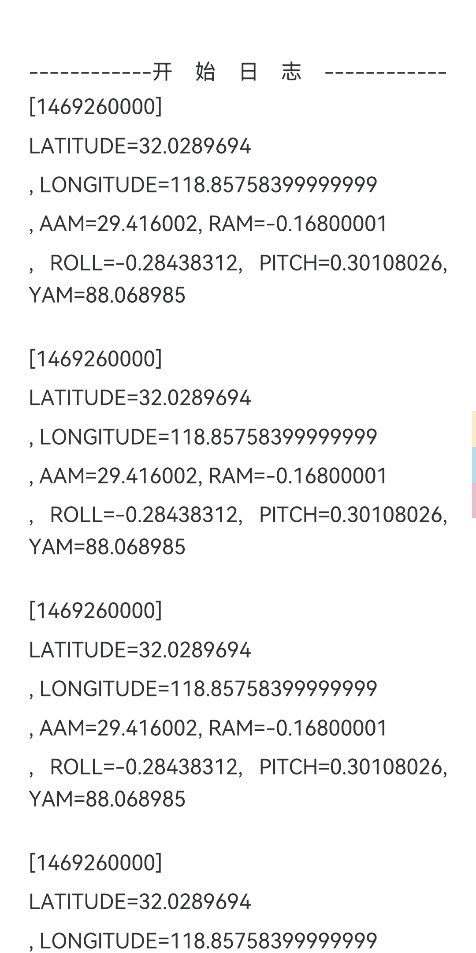 ------------开 始 日 志 ----------
[1469260000]
LATITUDE=32.0289694
, LONGITUDE=118.85758399999999
, AAM=29.416002, RAM=-0.16800001
, ROLL=-0.28438312, PITCH=0.30108026,
YAM=88.068985
[1469260000]
LATITUDE=32.0289694
, LONGITUDE=118.85758399999999
, AAM=29.416002, RAM=-0.16800001
, ROLL=-0.28438312, PITCH=0.30108026,
YAM=88.068985
[1469260000]
LATITUDE=32.0289694
, LONGITUDE=118.85758399999999
, AAM=29.416002, RAM=-0.16800001
, ROLL=-0.28438312, PITCH=0.30108026,
YAM=88.068985
[1469260000]
LATITUDE=32.0289694
, LONGITUDE=118.85758399999999